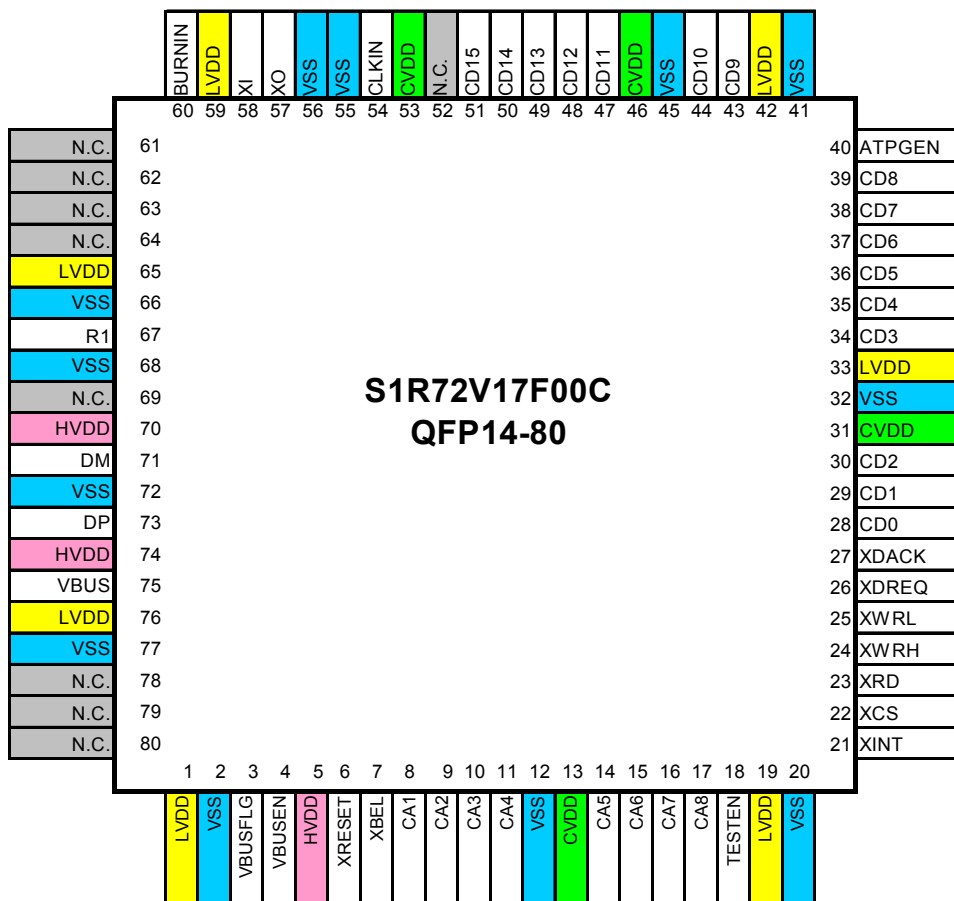 BURNIN LVDD XI XO VSS VSS CLKIN CVDD N.C. CD15 CD14 CD13 CD12 CD11 CVDD VSS CD10 CD9 LVDD VSS
60 59 58 57 56 55 54 53 52 51 50 49 48 47 46 45 44 43 42 41
N.C. 61 40 ATPGEN
N.C. 62 39 CD8
N.C. 63 38 CD7
N.C. 64 37 CD6
LVDD 65 36 CD5
VSS 66 35 CD4
R1 67 34 CD3
VSS 68 33 LVDD
S1R72V17F00C
N.C. 69 32 VSS
QFP14-80
HVDD 70 31 CVDD
DM 71 30 CD2
VSS 72 29 CD1
DP 73 28 CD0
HVDD 74 27 XDACK
VBUS 75 26 XDREQ
LVDD 76 25 XWRL
VSS 77 24 XWRH
N.C. 78 23 XRD
N.C. 79 22 XCS
N.C. 80 21 XINT
1 2 3 4 5 6 7 8 9 10 11 12 13 14 15 16 17 18 19 20
LVDD VSS VBUSFLG VBUSEN HVDD XRESET XBEL CA1 CA2 CA3 CA4 VSS CVDD CA5 CA6 CA7 CA8 TESTEN LVDD VSS